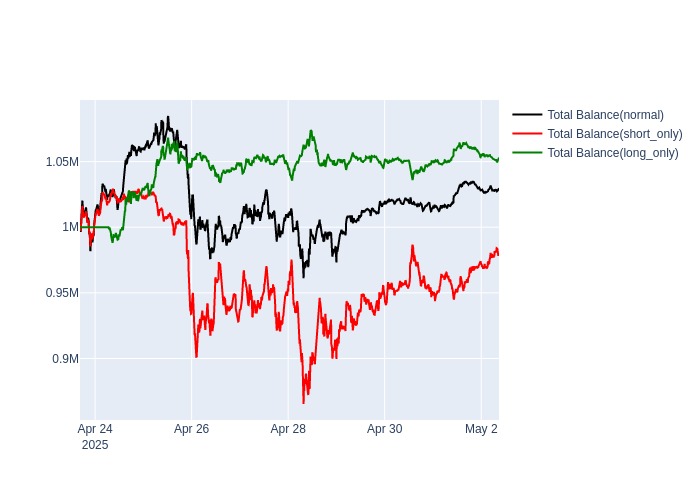 Total Balance(normal)
Total Balance(short_only)
Total Balance(long_only)
1.05M
1M
0.95M
0.9M
Apr 24
2025
Apr 26
Apr 28
Apr 30
May 2